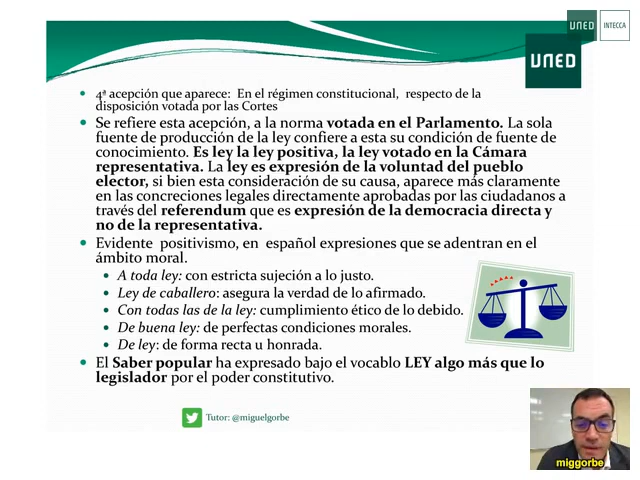 UNED
INTECCA
UNED
4ª acepción que aparece: En el régimen constitucional, respecto de la
disposición votada por las Cortes
Se refiere esta acepción, a la norma votada en el Parlamento. La sola
fuente de producción de la ley confiere a esta su condición de fuente de
conocimiento. Es ley la ley positiva, la ley votado en la Cámara
representativa. La ley es expresión de la voluntad del pueblo
elector, si bien esta consideración de su causa, aparece más claramente
en las concreciones legales directamente aprobadas por las ciudadanos a
través del referendum que es expresión de la democracia directa y
no de la representativa.
Evidente positivismo, en español expresiones que se adentran en el
ámbito moral.
A toda ley: con estricta sujeción a lo justo.
Ley de caballero: asegura la verdad de lo afirmado.
Con todas las de la ley: cumplimiento ético de lo debido.
De buena ley: de perfectas condiciones morales.
De ley: de forma recta u honrada.
El Saber popular ha expresado bajo el vocablo LEY algo más que lo
legislador por el poder constitutivo.
Tutor: @miguelgorbe
miggorbe